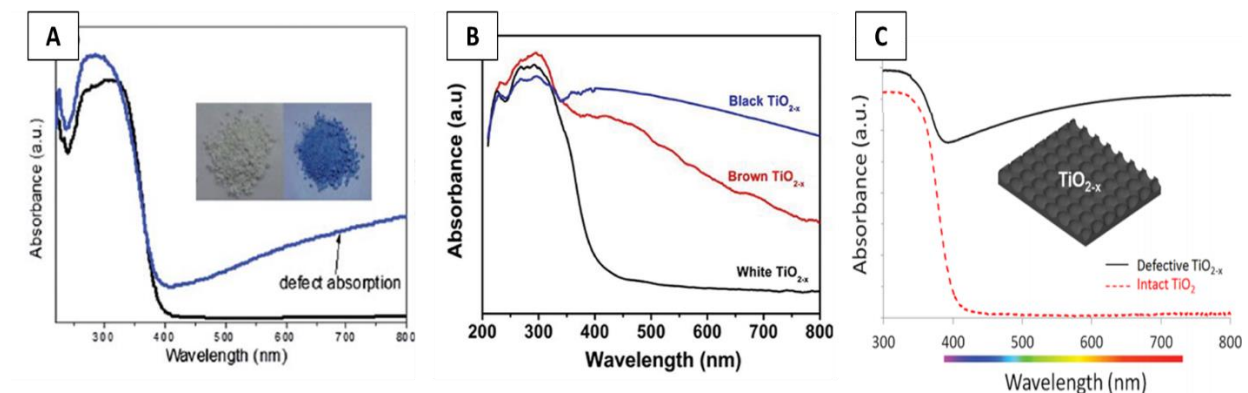 A
Absorbance (a.u.)
defect absorption
300 400 500 600 700 800
Wavelength (nm)
B
Absorbance (a.u)
Black TiO2-x
Brown TiO2-x
White TiO2-x
200 300 400 500 600 700 800
Wavelength (nm)
C
Absorbance (a.u.)
TiO2-x
Defective TiO2-x
Intact TiO2
300 400 500 600 700 800
Wavelength (nm)